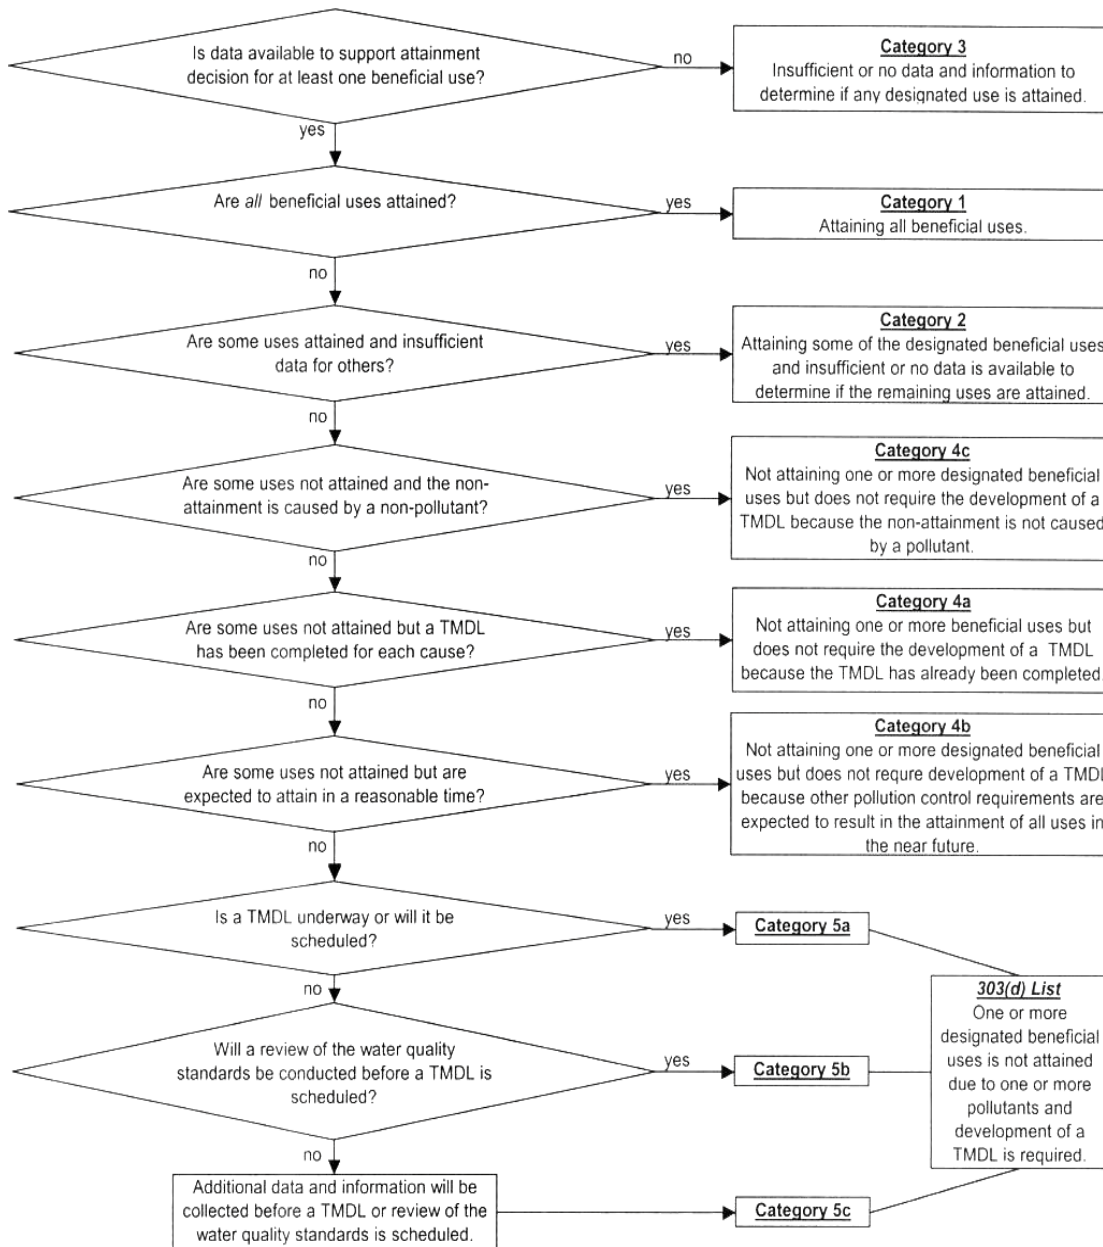 Is data available to support attainment
decision for at least one beneficial use?
no
Category 3
Insufficient or no data and information to
determine if any designated use is attained.
yes
Are all beneficial uses attained?
yes
Category 1
Attaining all beneficial uses.
no
Are some uses attained and insufficient
data for others?
yes
Category 2
Attaining some of the designated beneficial uses
and insufficient or no data is available to
determine if the remaining uses are attained.
no
Are some uses not attained and the non-
attainment is caused by a non-pollutant?
yes
Category 4c
Not attaining one or more designated beneficial
uses but does not require the development of a
TMDL because the non-attainment is not caused
by a pollutant.
no
Are some uses not attained but a TMDL
has been completed for each cause?
yes
Category 4a
Not attaining one or more beneficial uses but
does not require the development of a TMDL
because the TMDL has already been completed.
no
Are some uses not attained but are
expected to attain in a reasonable time?
yes
Category 4b
Not attaining one or more designated beneficial
uses but does not requre development of a TMDL
because other pollution control requirements are
expected to result in the attainment of all uses in
the near future.
no
Is a TMDL underway or will it be
scheduled?
yes
Category 5a
no
303(d) List
One or more
designated beneficial
uses is not attained
due to one or more
pollutants and
development of a
TMDL is required.
Will a review of the water quality
standards be conducted before a TMDL is
scheduled?
yes
Category 5b
no
Additional data and information will be
collected before a TMDL or review of the
water quality standards is scheduled.
Category 5c